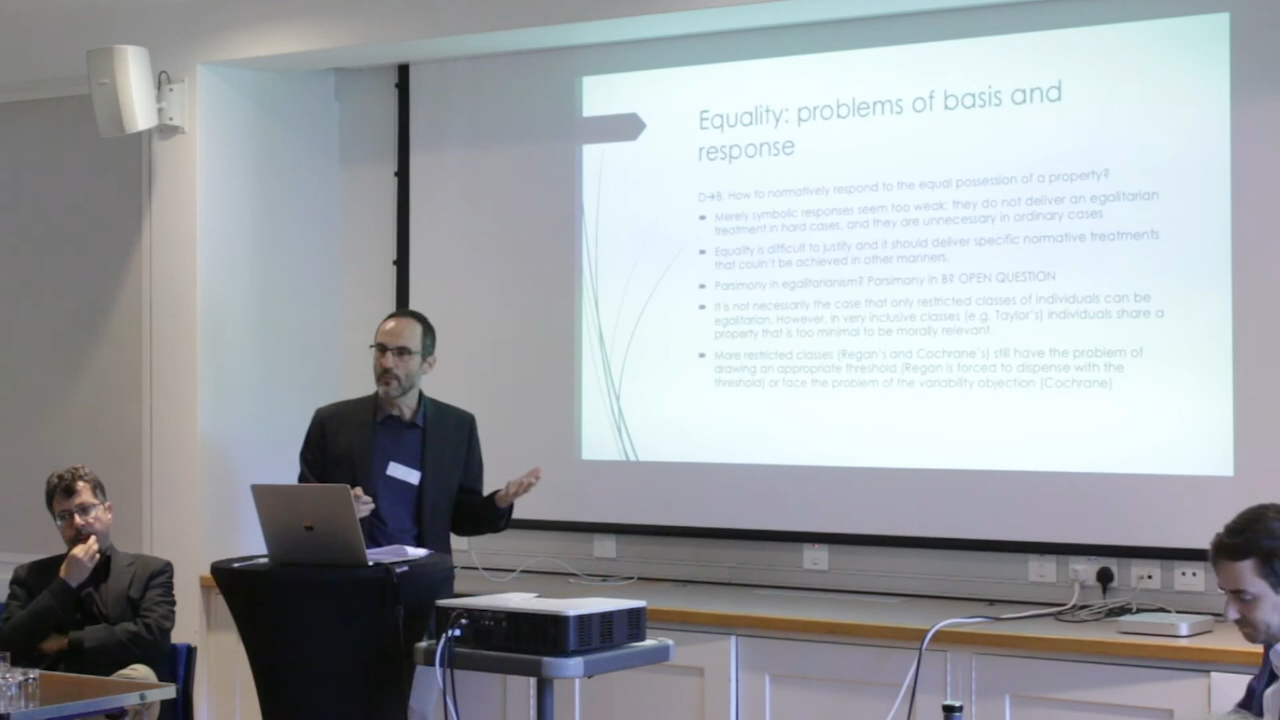 Equality: problems of basis and
response
D→B: How to normatively respond to the equal possession of a property?
Merely symbolic responses seem too weak: they do not deliver an egalitarian
treatment in hard cases, and they are unnecessary in ordinary cases
Equality is difficult to justify and it should deliver specific normative treatments
that couln't be achieved in other manners.
Parsimony in egalitarianism? Parsimony in B? OPEN QUESTION
It is not necessarily the case that only restricted classes of individuals can be
egalitarian. However, in very inclusive classes (e.g. Taylor's) individuals share a
property that is too minimal to be morally relevant
More restricted classes (Regan's and Cochrane's) still have the problem of
drawing an appropriate threshold (Regan is forced to dispense with the
threshold) or face the problem of the variability objection (Cochrane)